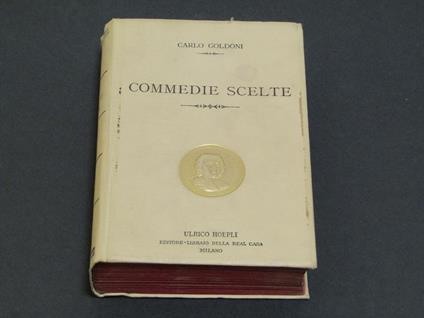 CARLO GOLDONI
COMMEDIE SCELTE
ULRICO HOEPLI
EDITORE-LIBRAIO DELLA REAL CASA
MILANO